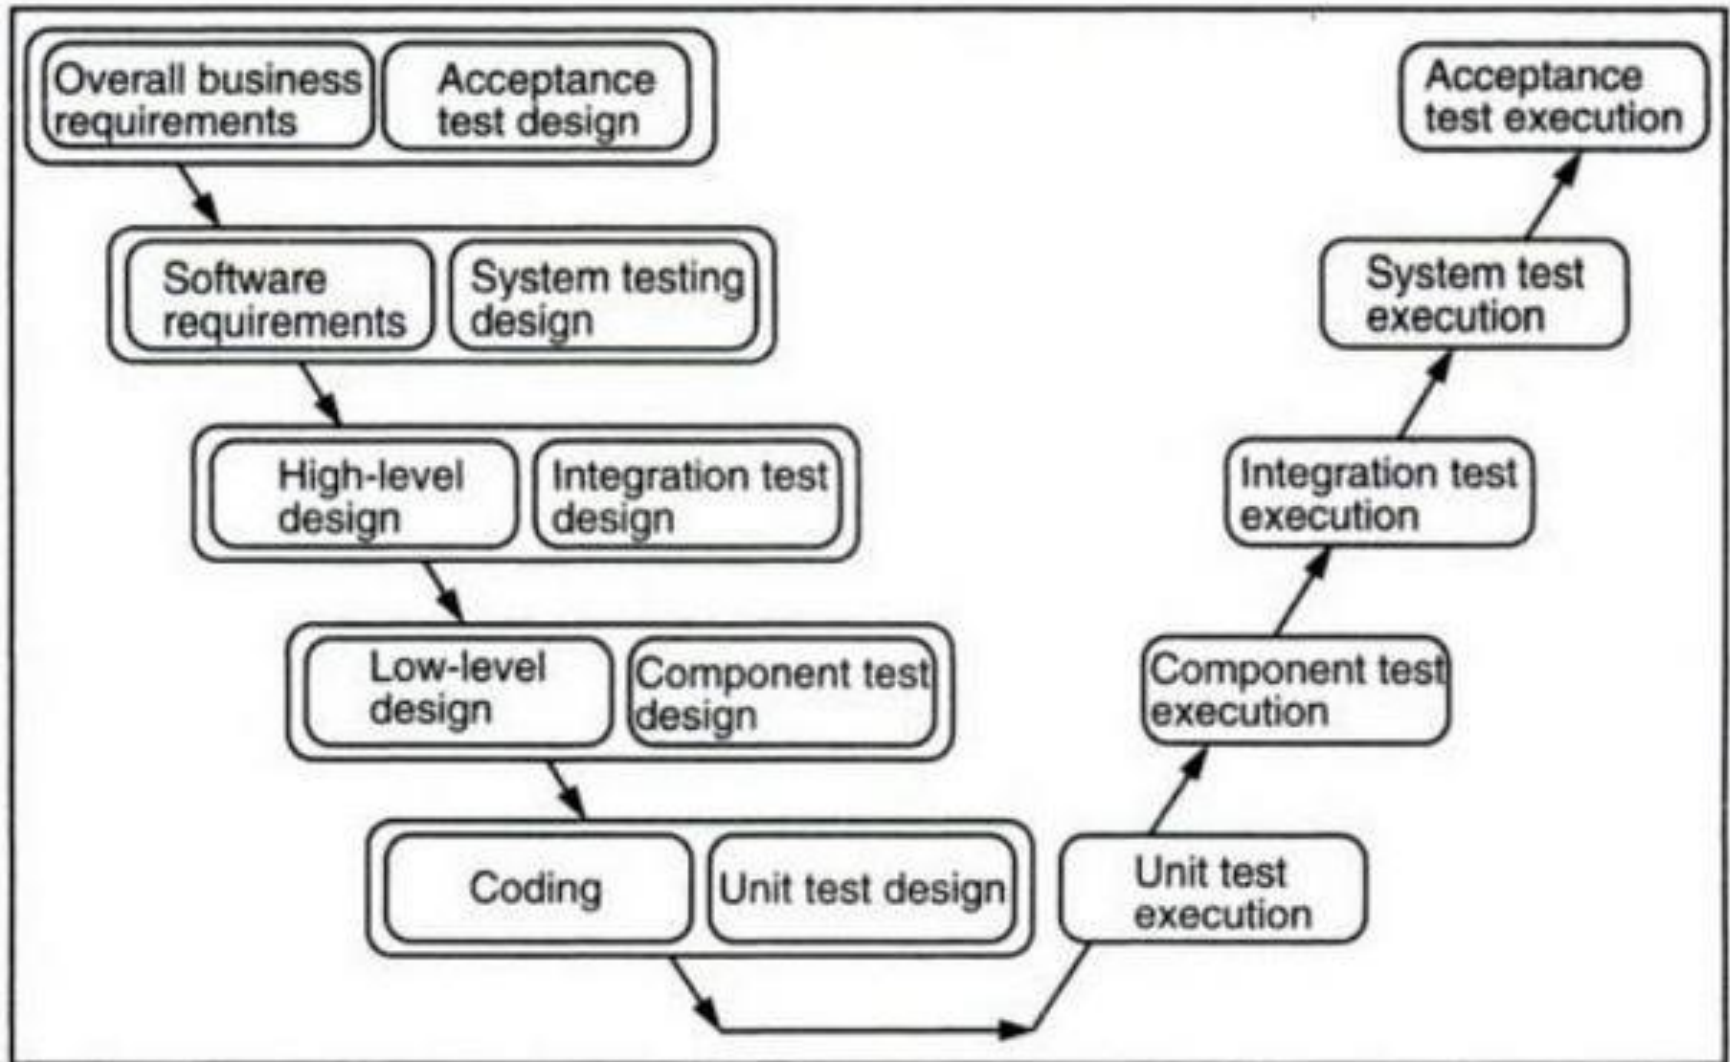 Overall business
requirements
Acceptance
test design
Acceptance
test execution
Software
requirements
System testing
design
System test
execution
High-level
design
Integration test
design
Integration test
execution
Low-level
design
Component test
design
Component test
execution
Coding
Unit test design
Unit test
execution